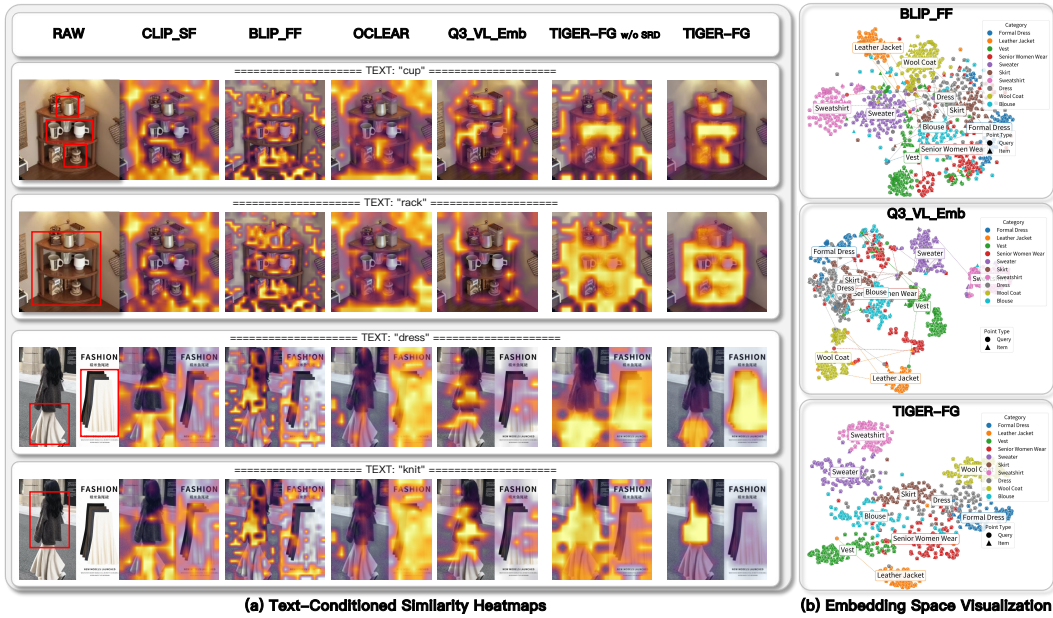 RAW CLIP_SF BLIP_FF OCLEAR Q3_VL_Emb TIGER-FG w/o SRD TIGER-FG
==================== TEXT: "cup" ====================
==================== TEXT: "rack" ====================
==================== TEXT: "dress" ====================
FASHION FASHION FASHION FASHION FASHION FASHION FASHION
==================== TEXT: "knit" ====================
FASHION FASHION FASHION FASHION FASHION FASHION FASHION
(a) Text-Conditioned Similarity Heatmaps
BLIP_FF
Category
Formal Dress
Leather Jacket
Vest
Senior Women Wear
Sweater
Skirt
Sweatshirt
Dress
Wool Coat
Blouse
Point Type
Query
Item
Leather Jacket
Wool Coat
Sweatshirt
Sweater
Dress
Skirt
Blouse
Formal Dress
Senior Women Wea
Vest
Q3_VL_Emb
Category
Formal Dress
Leather Jacket
Vest
Senior Women Wear
Sweater
Skirt
Sweatshirt
Dress
Wool Coat
Blouse
Point Type
Query
Item
Formal Dress
Sweater
Skirt
Sw
Dress
Ser
Blouse
en Wear
Vest
Wool Coat
Leather Jacket
TIGER-FG
Category
Formal Dress
Leather Jacket
Vest
Senior Women Wear
Sweater
Skirt
Sweatshirt
Dress
Wool Coat
Blouse
Point Type
Query
Item
Sweatshirt
Sweater
Wool C
Skirt
Dress
Blouse
Formal Dress
Senior Women Wear
Vest
Leather Jacket
(b) Embedding Space Visualization